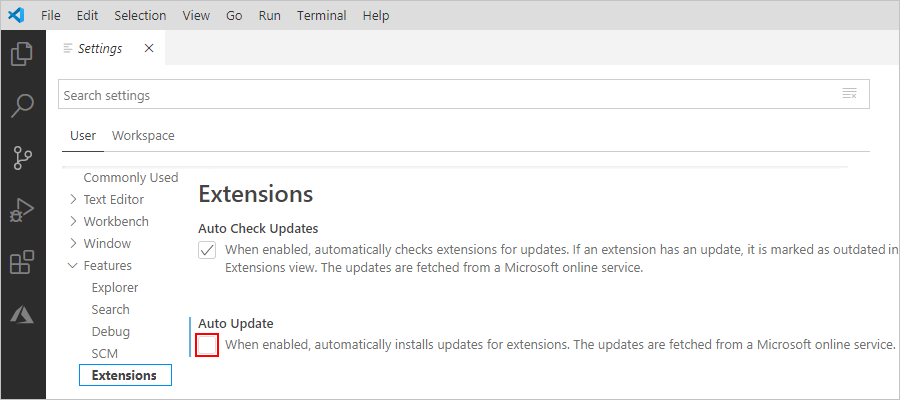 File Edit Selection View Go Run Terminal Help
Settings
Search settings
User Workspace
Commonly Used
Text Editor
Workbench
Window
Features
Explorer
Search
Debug
SCM
Extensions
Extensions
Auto Check Updates
When enabled, automatically checks extensions for updates. If an extension has an update, it is marked as outdated in
Extensions view. The updates are fetched from a Microsoft online service.
Auto Update
When enabled, automatically installs updates for extensions. The updates are fetched from a Microsoft online service.